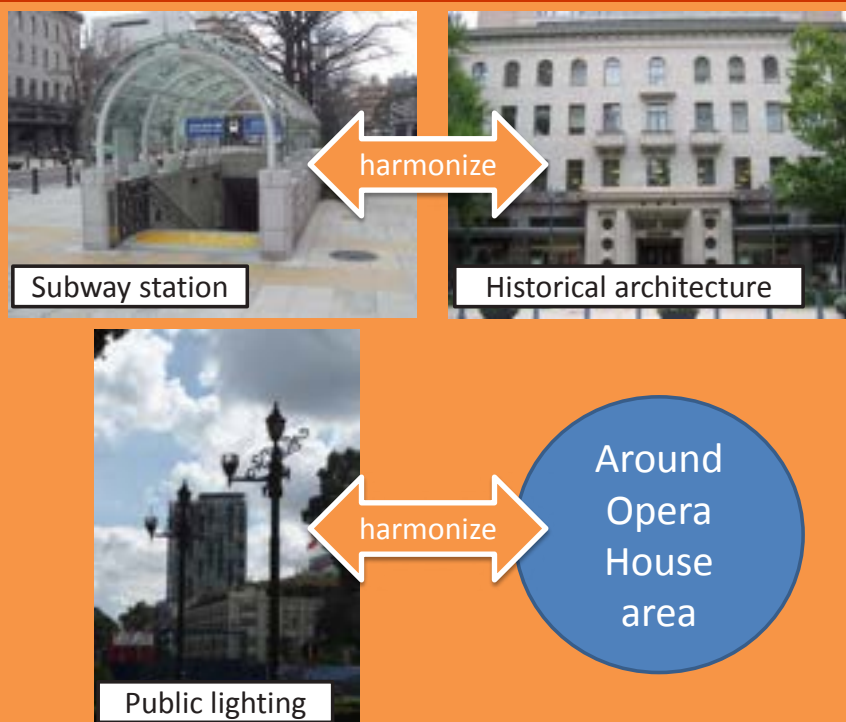 harmonize
Subway station
Historical architecture
harmonize
Around
Opera
House
area
Public lighting